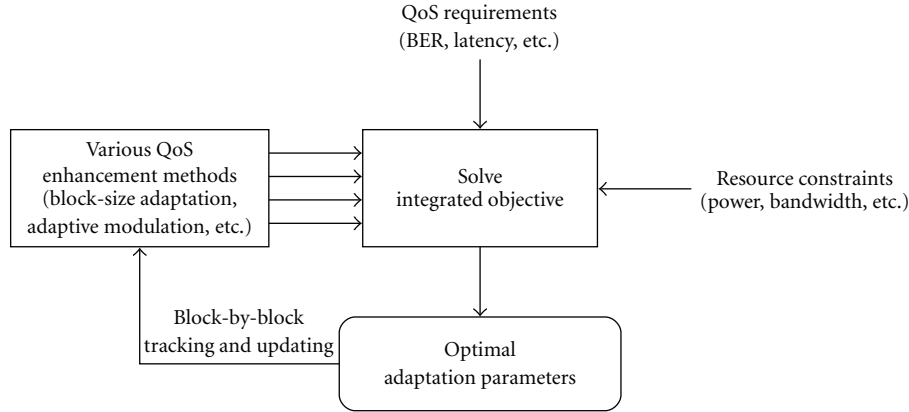 QoS requirements
(BER, latency, etc.)
Various QoS
enhancement methods
(block-size adaptation,
adaptive modulation, etc.)
Solve
integrated objective
Resource constraints
(power, bandwidth, etc.)
Block-by-block
tracking and updating
Optimal
adaptation parameters